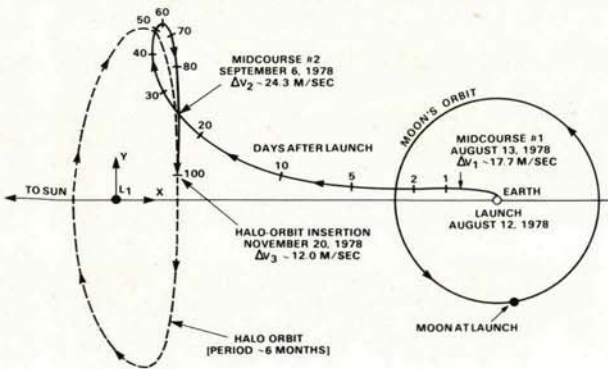 50
60
70
40
80
30
MIDCOURSE #2
SEPTEMBER 6, 1978
ΔV₂ ~ 24.3 M/SEC
20
100
DAYS AFTER LAUNCH
10
5
2
1
MOON'S ORBIT
MIDCOURSE #1
AUGUST 13, 1978
ΔV₁ ~ 17.7 M/SEC
Y
TO SUN
L₁
X
EARTH
LAUNCH
AUGUST 12, 1978
HALO-ORBIT INSERTION
NOVEMBER 20, 1978
ΔV₃ ~ 12.0 M/SEC
MOON AT LAUNCH
HALO ORBIT
[PERIOD ~6 MONTHS]